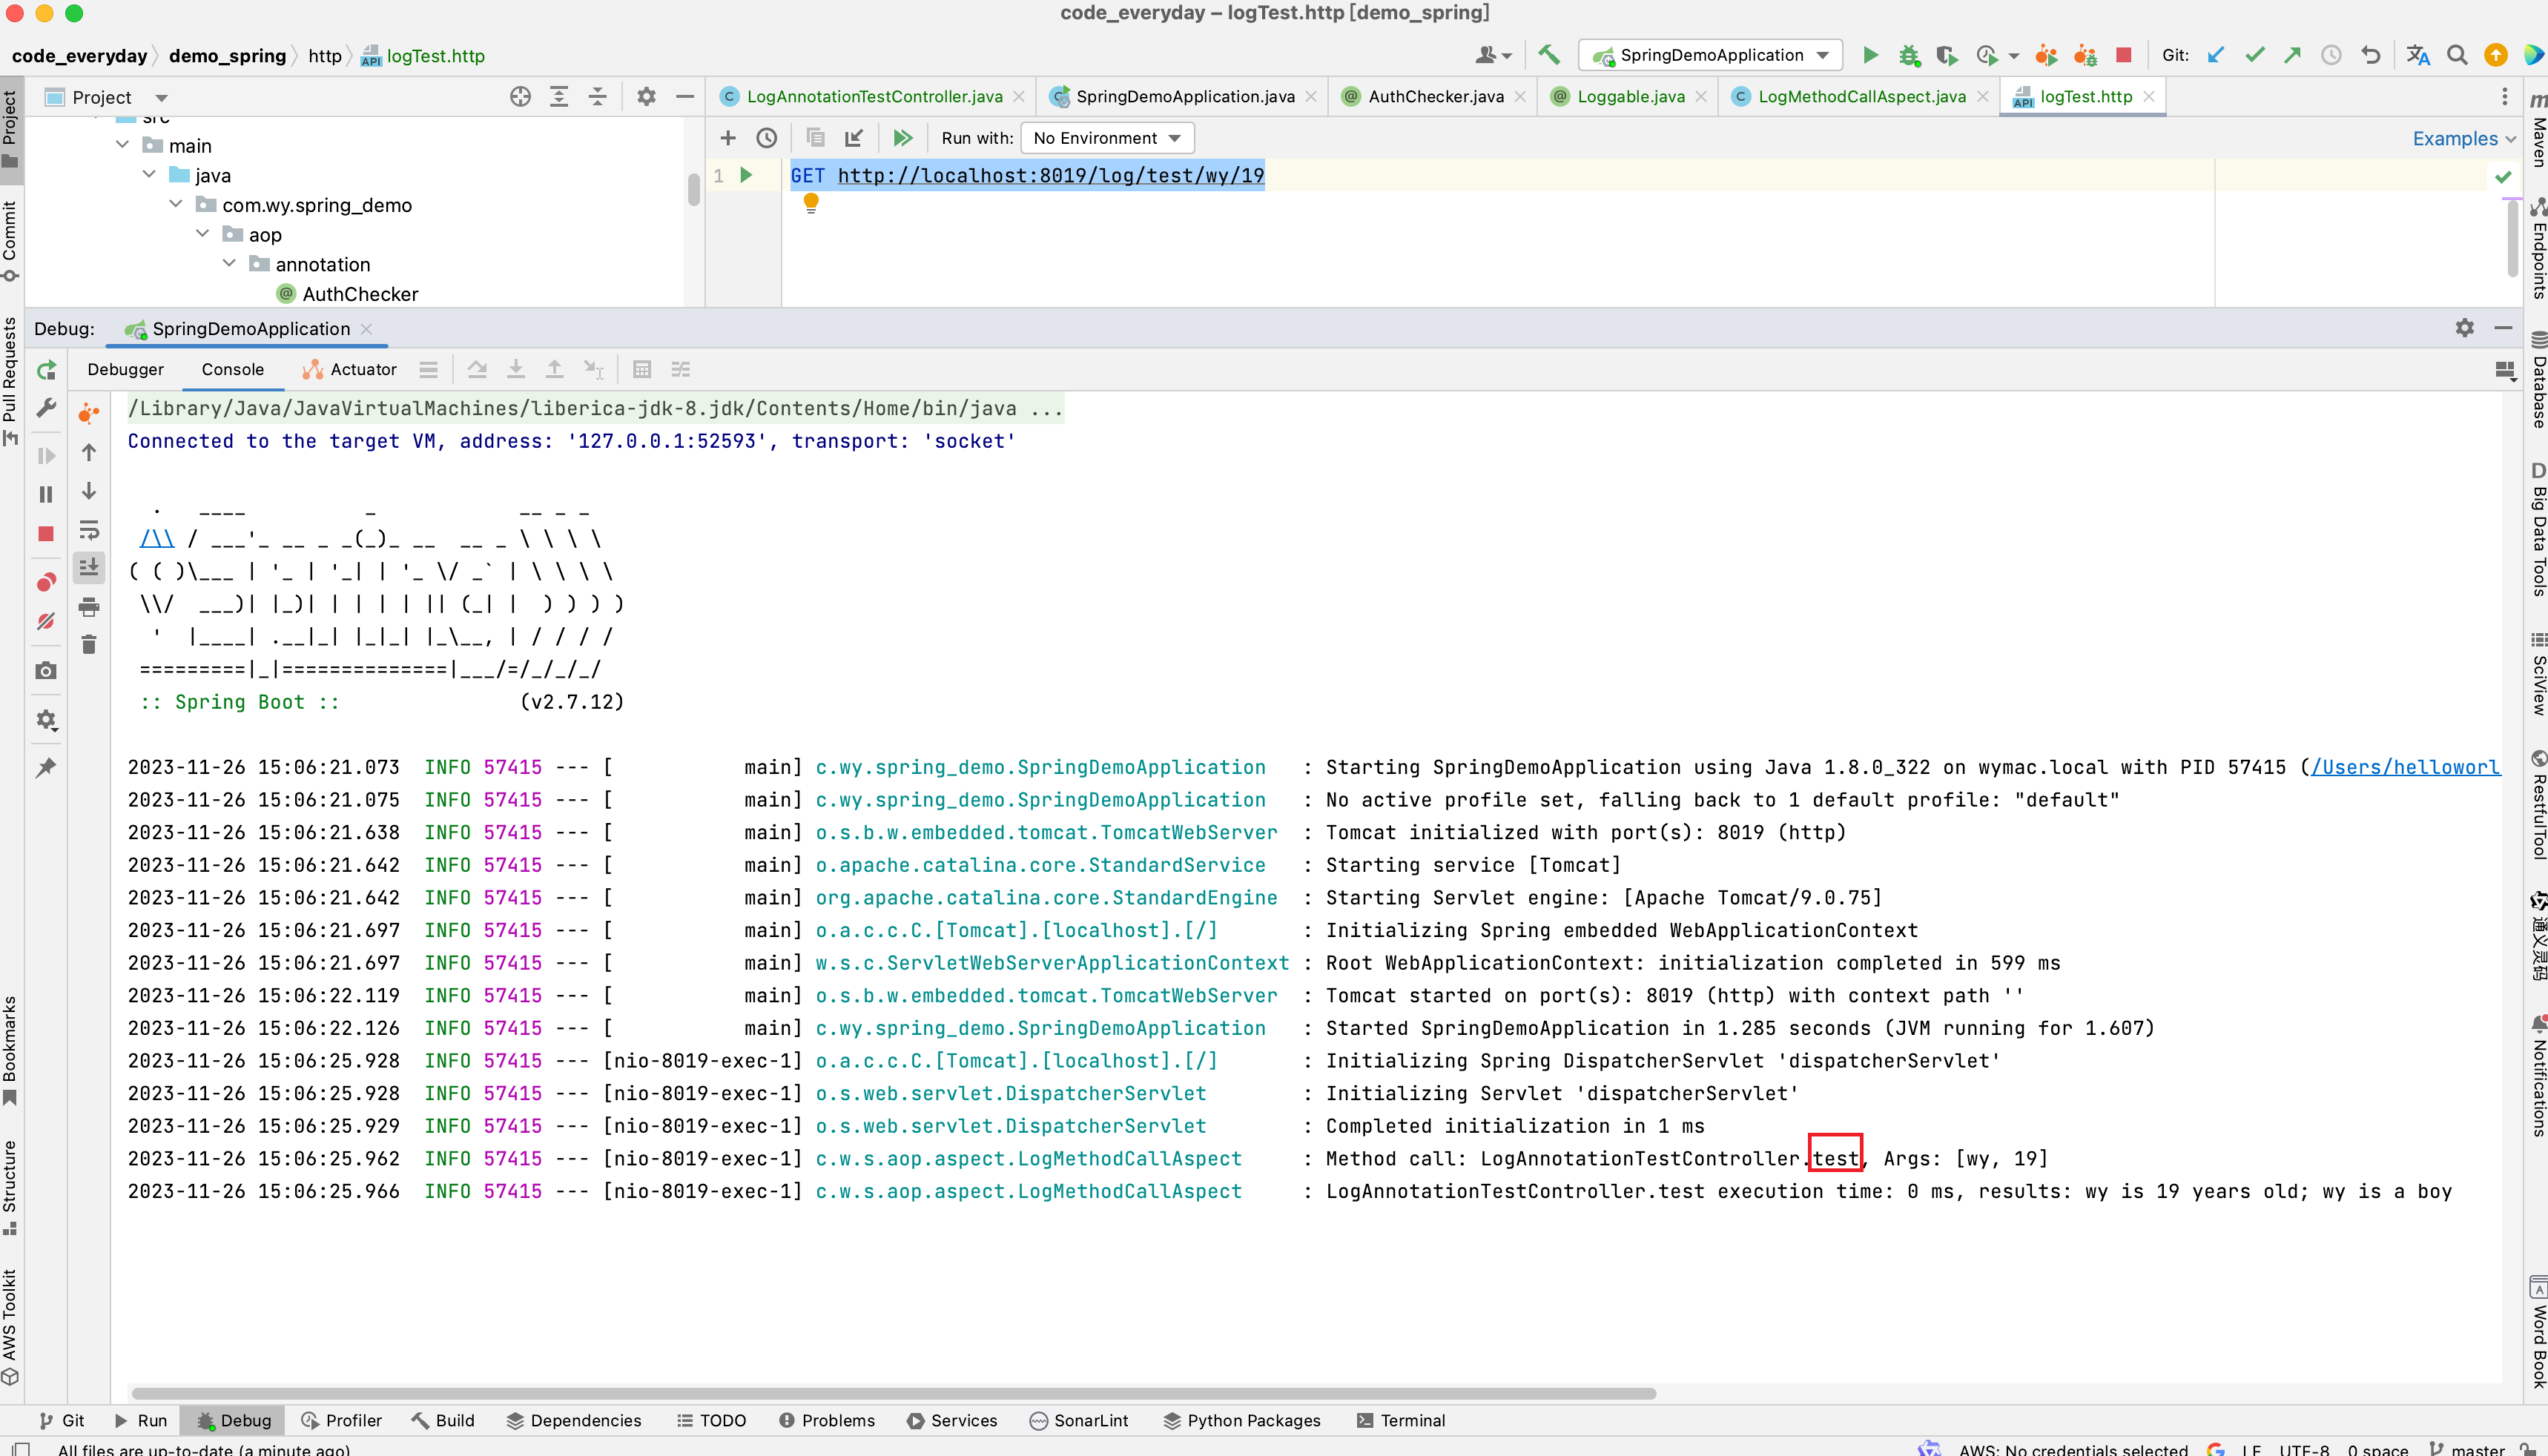 code_everyday – logTest.http [demo_spring]
code_everyday demo_spring http logTest.http
SpringDemoApplication
Git:
Project
LogAnnotationTestController.java
SpringDemoApplication.java
AuthChecker.java
Loggable.java
LogMethodCallAspect.java
logTest.http
src
main
java
com.wy.spring_demo
aop
annotation
AuthChecker
Run with: No Environment
Examples
1 GET http://localhost:8019/log/test/wy/19
Debug: SpringDemoApplication
Debugger Console Actuator
/Library/Java/JavaVirtualMachines/liberica-jdk-8.jdk/Contents/Home/bin/java ...
Connected to the target VM, address: '127.0.0.1:52593', transport: 'socket'
  .   ____          _            __ _ _
 /\\ / ___'_ __ _ _(_)_ __  __ _ \ \ \ \
( ( )\___ | '_ | '_| | '_ \/ _` | \ \ \ \
 \\/  ___)| |_)| | | | | || (_| |  ) ) ) )
  '  |____| .__|_| |_|_| |_\__, | / / / /
 =========|_|==============|___/=/_/_/_/
 :: Spring Boot ::               (v2.7.12)
2023-11-26 15:06:21.073  INFO 57415 --- [           main] c.wy.spring_demo.SpringDemoApplication   : Starting SpringDemoApplication using Java 1.8.0_322 on wymac.local with PID 57415 (/Users/helloworl
2023-11-26 15:06:21.075  INFO 57415 --- [           main] c.wy.spring_demo.SpringDemoApplication   : No active profile set, falling back to 1 default profile: "default"
2023-11-26 15:06:21.638  INFO 57415 --- [           main] o.s.b.w.embedded.tomcat.TomcatWebServer  : Tomcat initialized with port(s): 8019 (http)
2023-11-26 15:06:21.642  INFO 57415 --- [           main] o.apache.catalina.core.StandardService   : Starting service [Tomcat]
2023-11-26 15:06:21.642  INFO 57415 --- [           main] org.apache.catalina.core.StandardEngine  : Starting Servlet engine: [Apache Tomcat/9.0.75]
2023-11-26 15:06:21.697  INFO 57415 --- [           main] o.a.c.c.C.[Tomcat].[localhost].[/]       : Initializing Spring embedded WebApplicationContext
2023-11-26 15:06:21.697  INFO 57415 --- [           main] w.s.c.ServletWebServerApplicationContext : Root WebApplicationContext: initialization completed in 599 ms
2023-11-26 15:06:22.119  INFO 57415 --- [           main] o.s.b.w.embedded.tomcat.TomcatWebServer  : Tomcat started on port(s): 8019 (http) with context path ''
2023-11-26 15:06:22.126  INFO 57415 --- [           main] c.wy.spring_demo.SpringDemoApplication   : Started SpringDemoApplication in 1.285 seconds (JVM running for 1.607)
2023-11-26 15:06:25.928  INFO 57415 --- [nio-8019-exec-1] o.a.c.c.C.[Tomcat].[localhost].[/]       : Initializing Spring DispatcherServlet 'dispatcherServlet'
2023-11-26 15:06:25.928  INFO 57415 --- [nio-8019-exec-1] o.s.web.servlet.DispatcherServlet        : Initializing Servlet 'dispatcherServlet'
2023-11-26 15:06:25.929  INFO 57415 --- [nio-8019-exec-1] o.s.web.servlet.DispatcherServlet        : Completed initialization in 1 ms
2023-11-26 15:06:25.962  INFO 57415 --- [nio-8019-exec-1] c.w.s.aop.aspect.LogMethodCallAspect     : Method call: LogAnnotationTestController.test, Args: [wy, 19]
2023-11-26 15:06:25.966  INFO 57415 --- [nio-8019-exec-1] c.w.s.aop.aspect.LogMethodCallAspect     : LogAnnotationTestController.test execution time: 0 ms, results: wy is 19 years old; wy is a boy
Project
Commit
Pull Requests
Bookmarks
Structure
AWS Toolkit
Maven
Endpoints
Database
Big Data Tools
SciView
RestfulTool
通义灵码
Notifications
Word Book
Git Run Debug Profiler Build Dependencies TODO Problems Services SonarLint Python Packages Terminal
All files are up-to-date (a minute ago)
AWS: No credentials selected LF UTF-8 0 space master